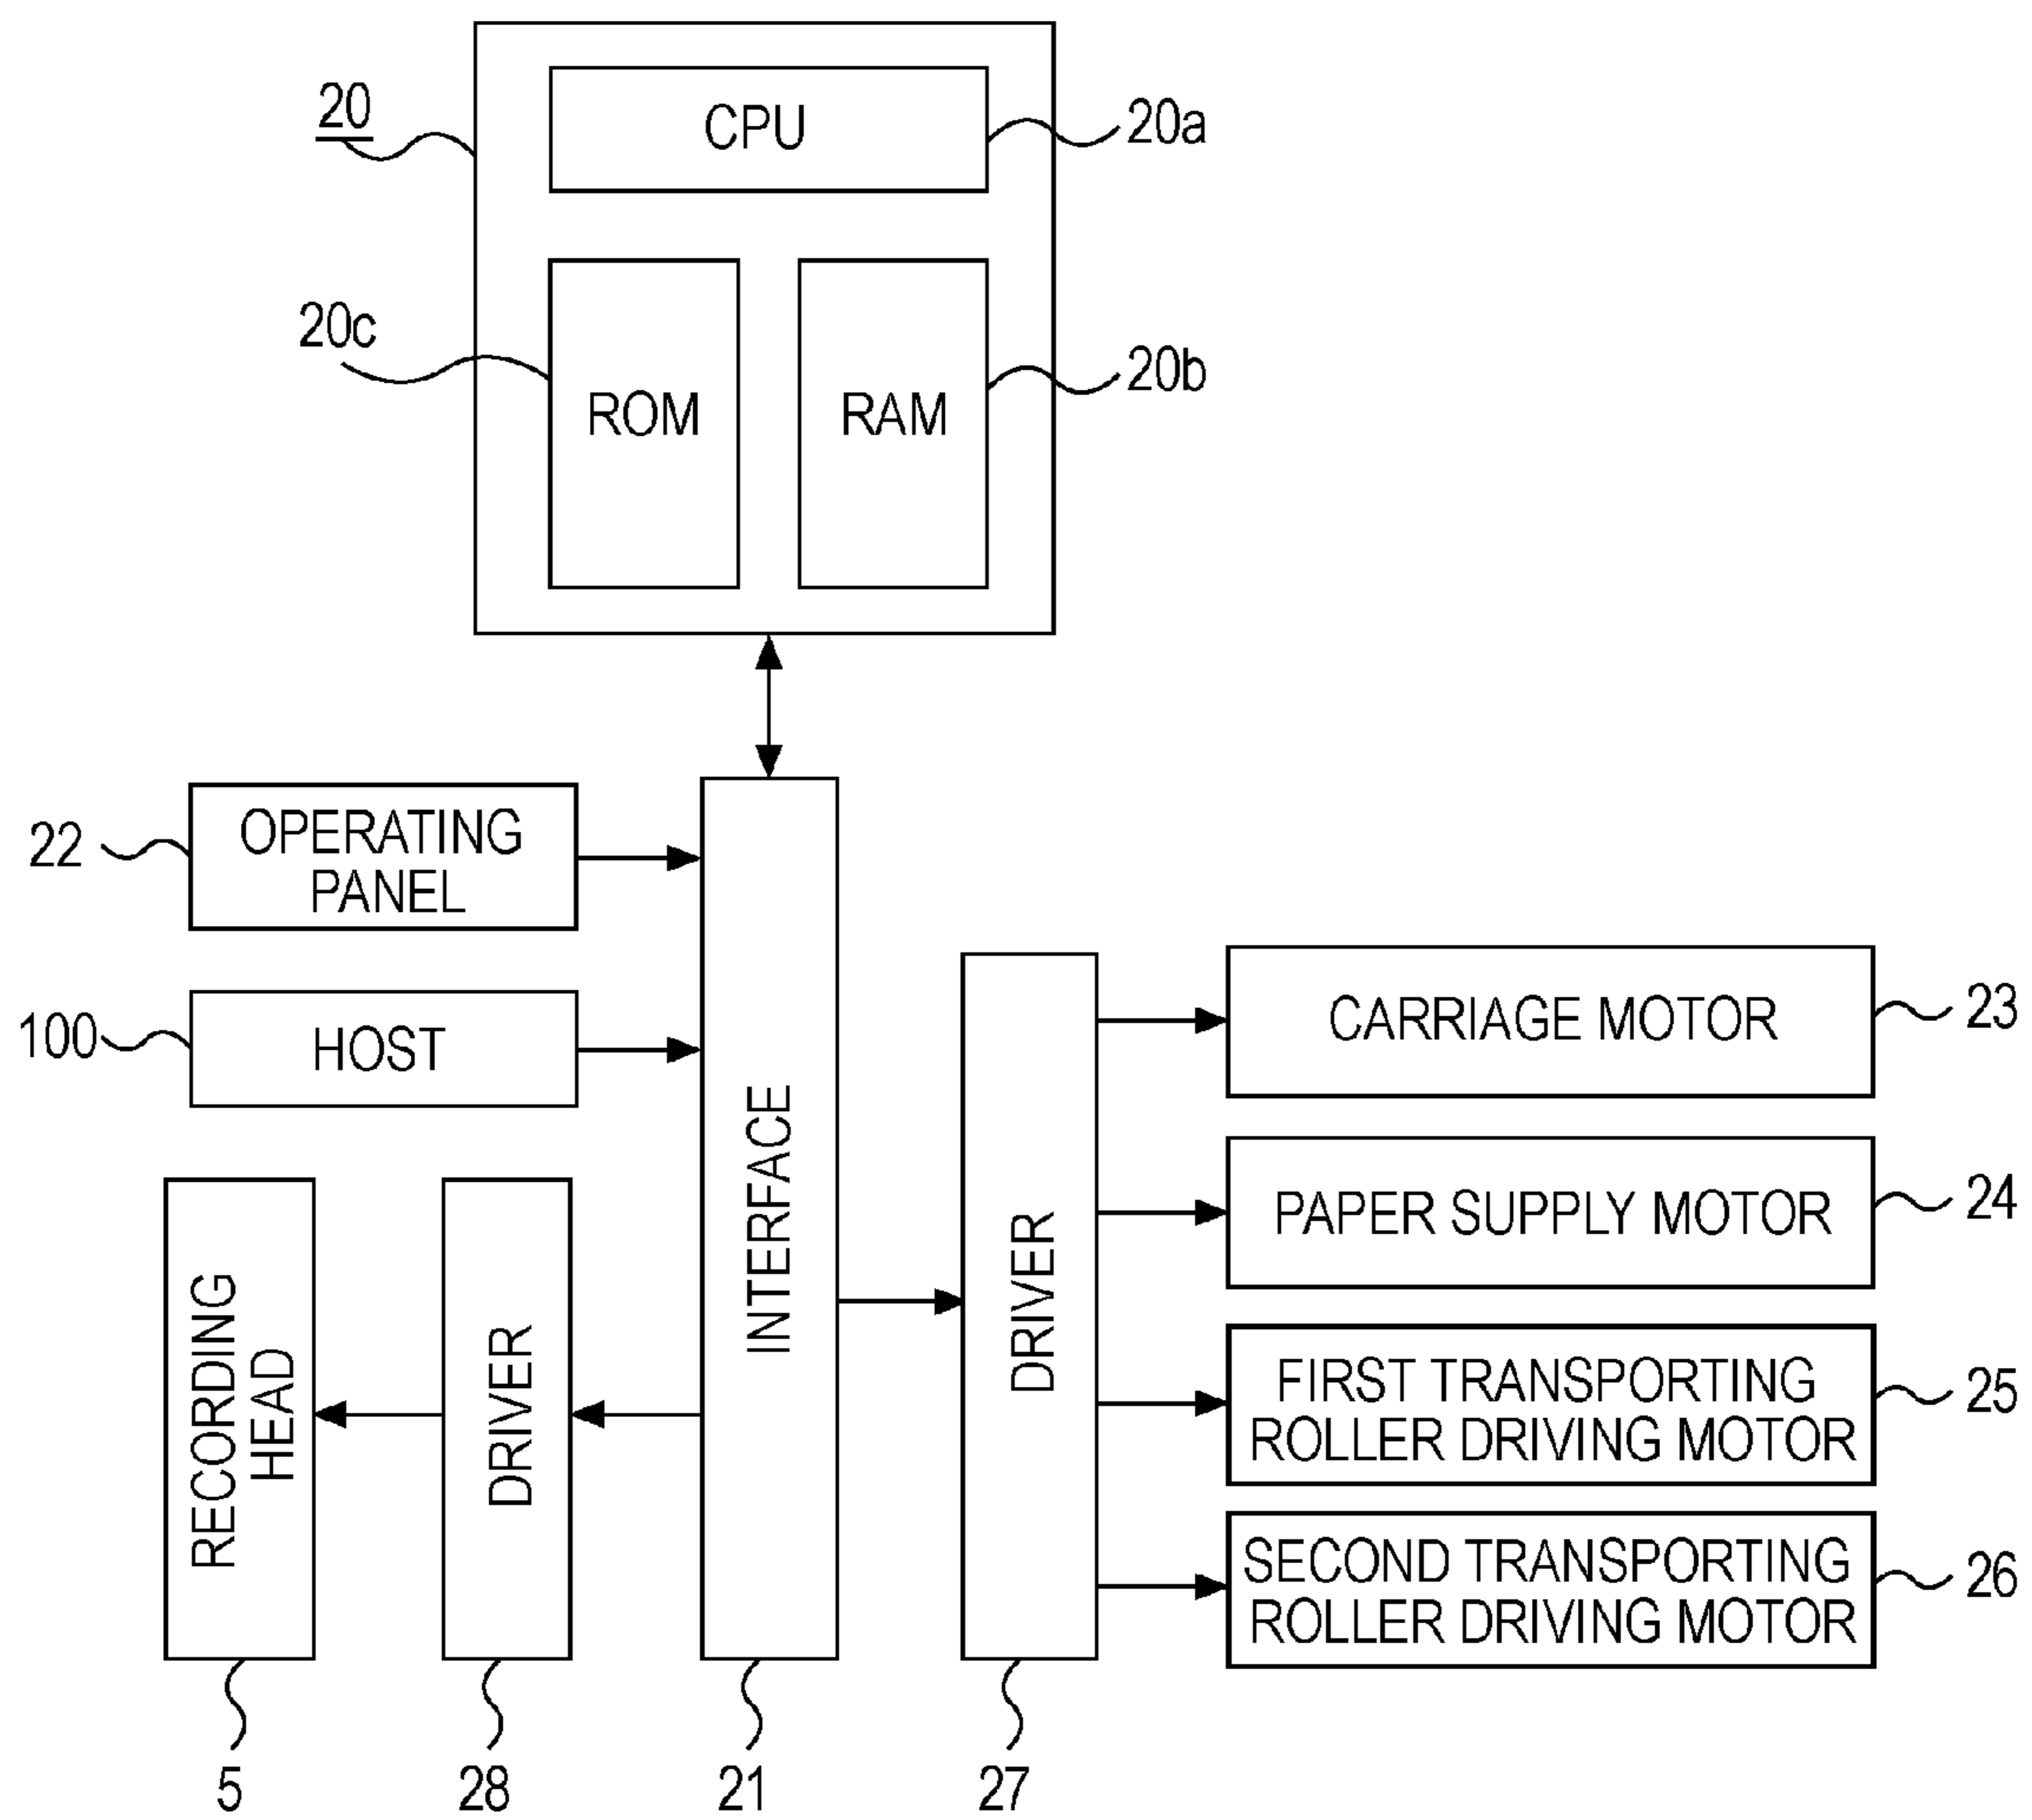 20
CPU
20a
20c
ROM
RAM
20b
22
OPERATING
PANEL
100
HOST
INTERFACE
DRIVER
CARRIAGE MOTOR
23
PAPER SUPPLY MOTOR
24
FIRST TRANSPORTING
ROLLER DRIVING MOTOR
25
SECOND TRANSPORTING
ROLLER DRIVING MOTOR
26
RECORDING
HEAD
DRIVER
5
28
21
27